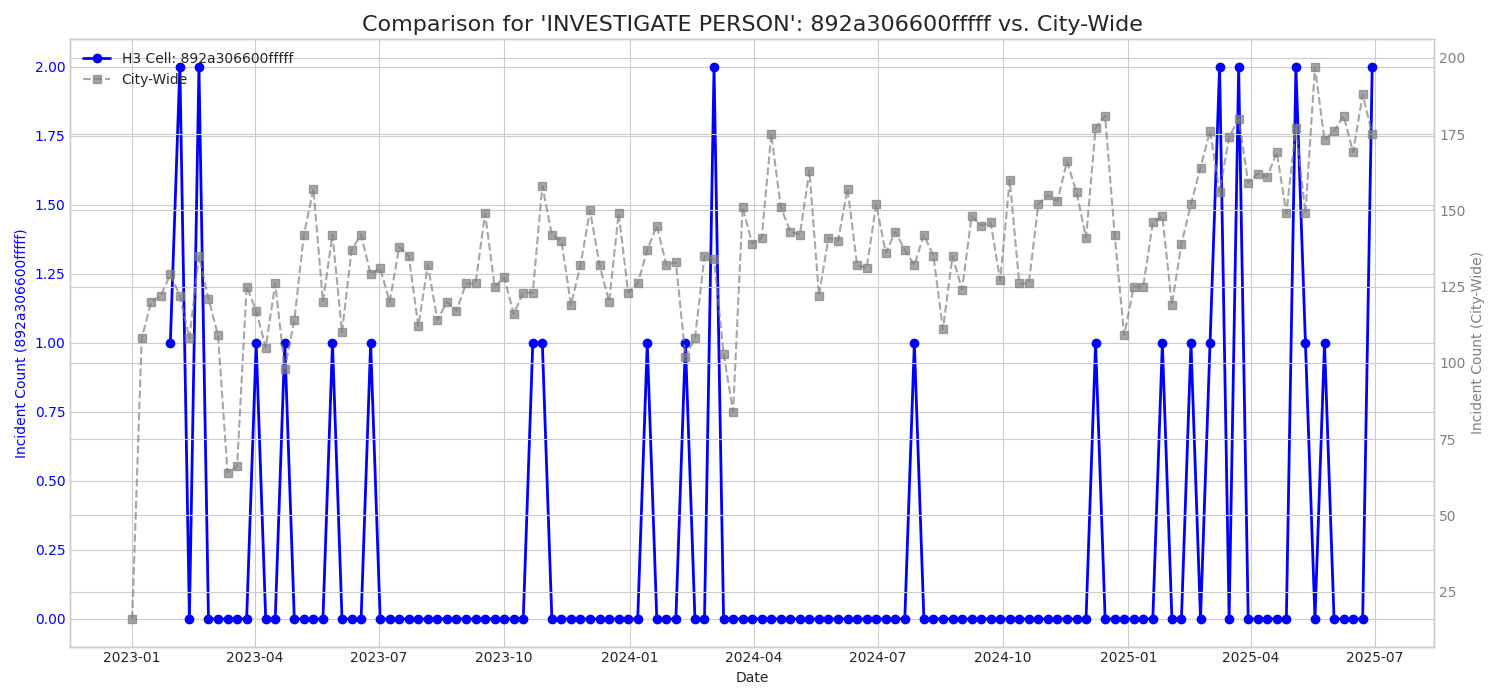 Comparison for 'INVESTIGATE PERSON': 892a306600fffff vs. City-Wide
H3 Cell: 892a306600fffff
City-Wide
Incident Count (892a306600fffff)
2.00
1.75
1.50
1.25
1.00
0.75
0.50
0.25
0.00
200
175
150
125
100
75
50
25
Incident Count (City-Wide)
2023-01 2023-04 2023-07 2023-10 2024-01 2024-04 2024-07 2024-10 2025-01 2025-04 2025-07
Date